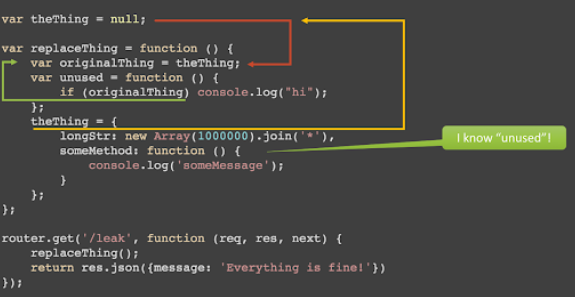 var theThing = null;
var replaceThing = function () {
    var originalThing = theThing;
    var unused = function () {
        if (originalThing) console.log("hi");
    };
    theThing = {
        longStr: new Array(1000000).join('*'),
        someMethod: function () {
            console.log('someMessage');
        }
    };
};
I know “unused”!
router.get('/leak', function (req, res, next) {
    replaceThing();
    return res.json({message: 'Everything is fine!'})
});